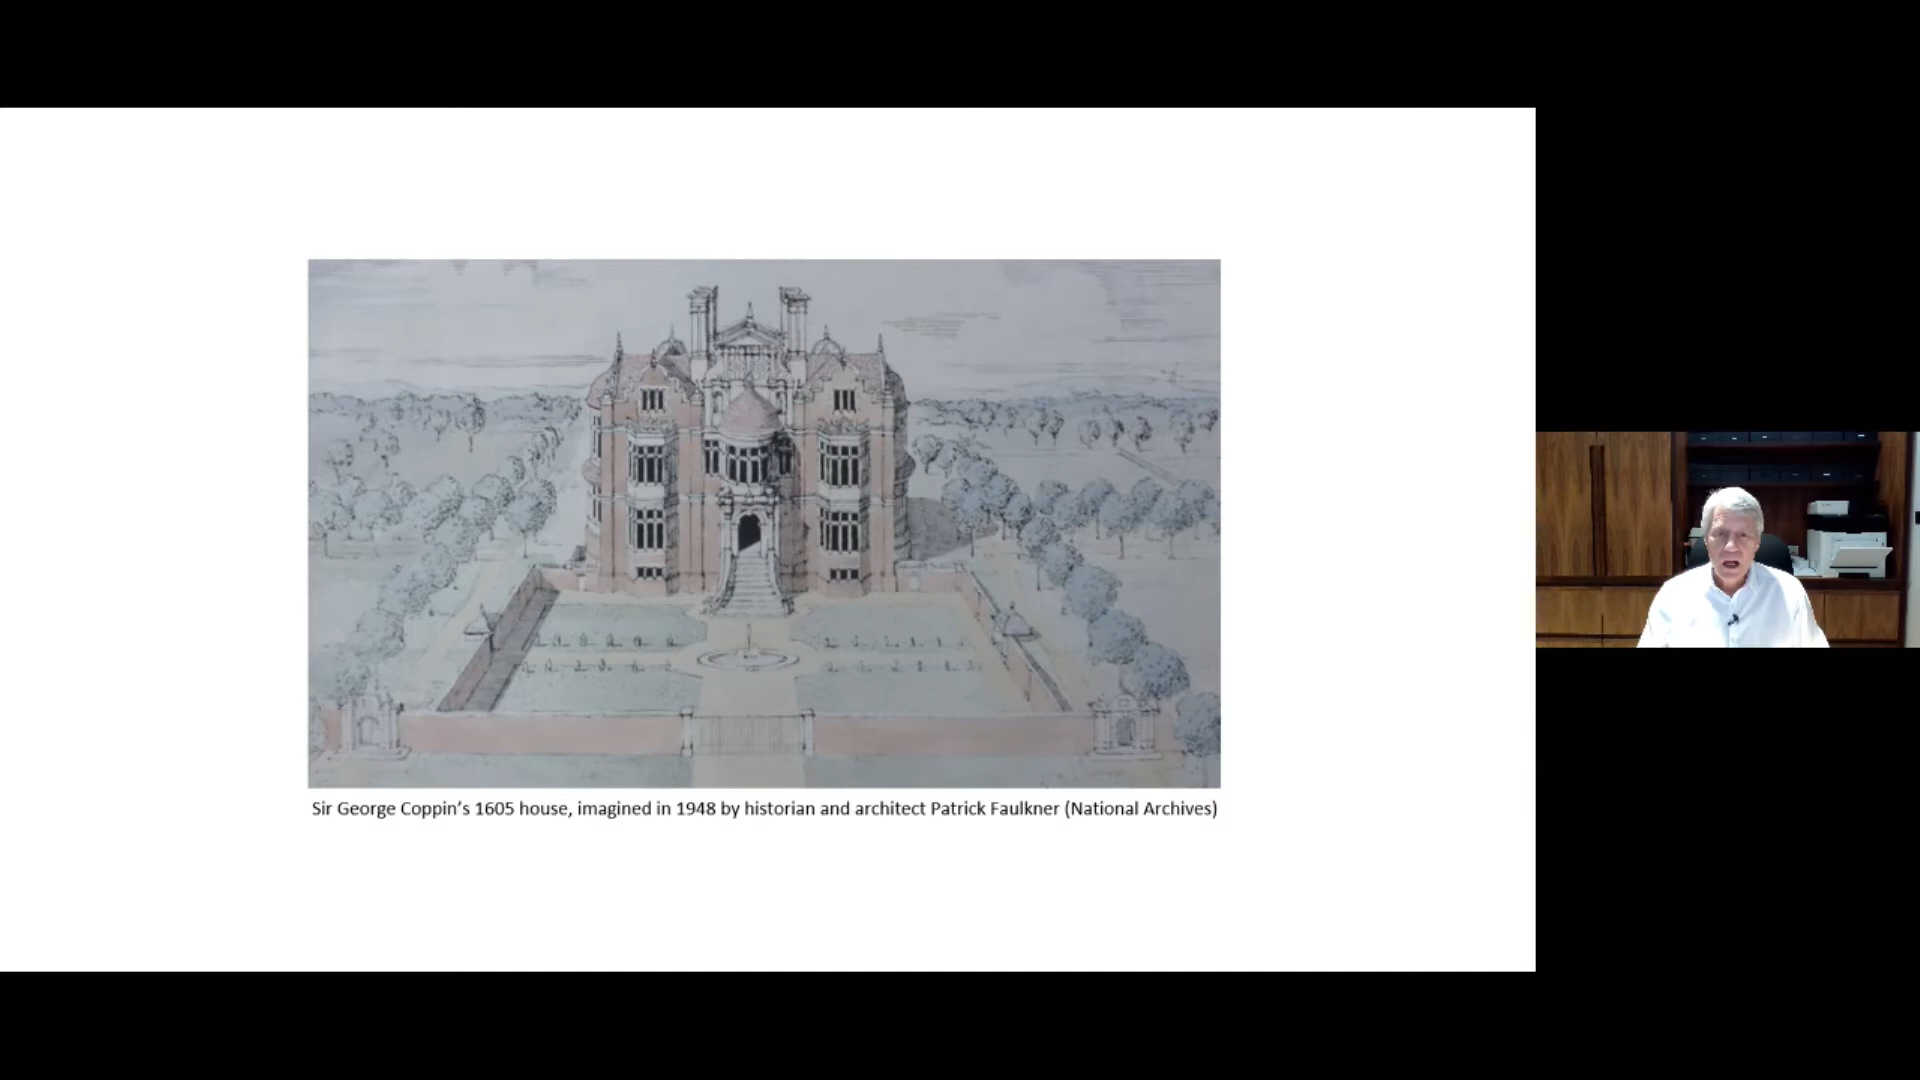 Sir George Coppin’s 1605 house, imagined in 1948 by historian and architect Patrick Faulkner (National Archives)